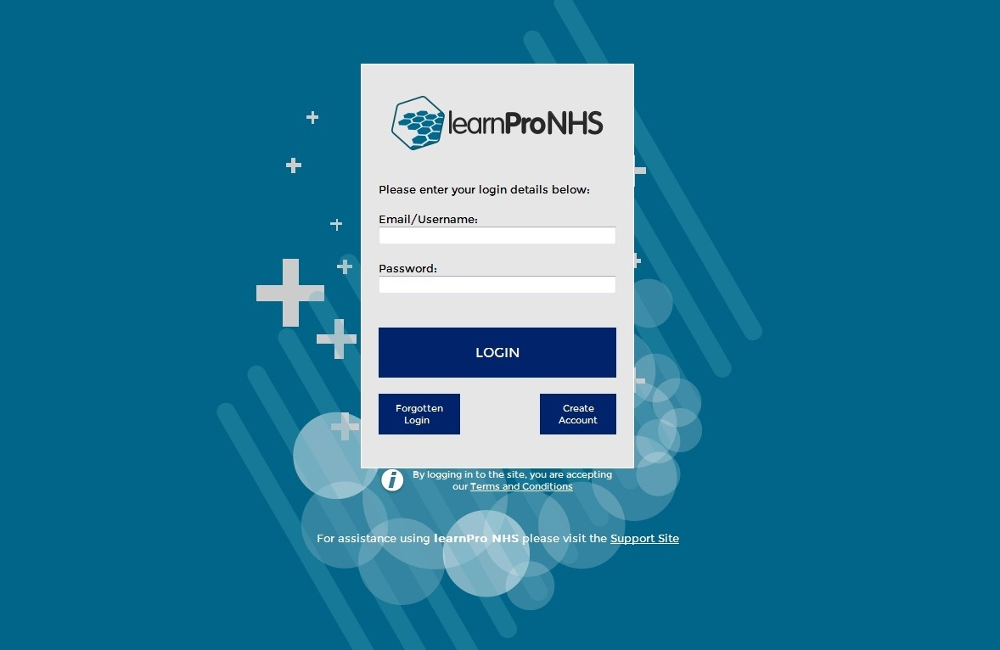 learnProNHS
Please enter your login details below:
Email/Username:
Password:
LOGIN
Forgotten
Login
Create
Account
i
By logging in to the site, you are accepting
our Terms and Conditions
For assistance using learnPro NHS please visit the Support Site